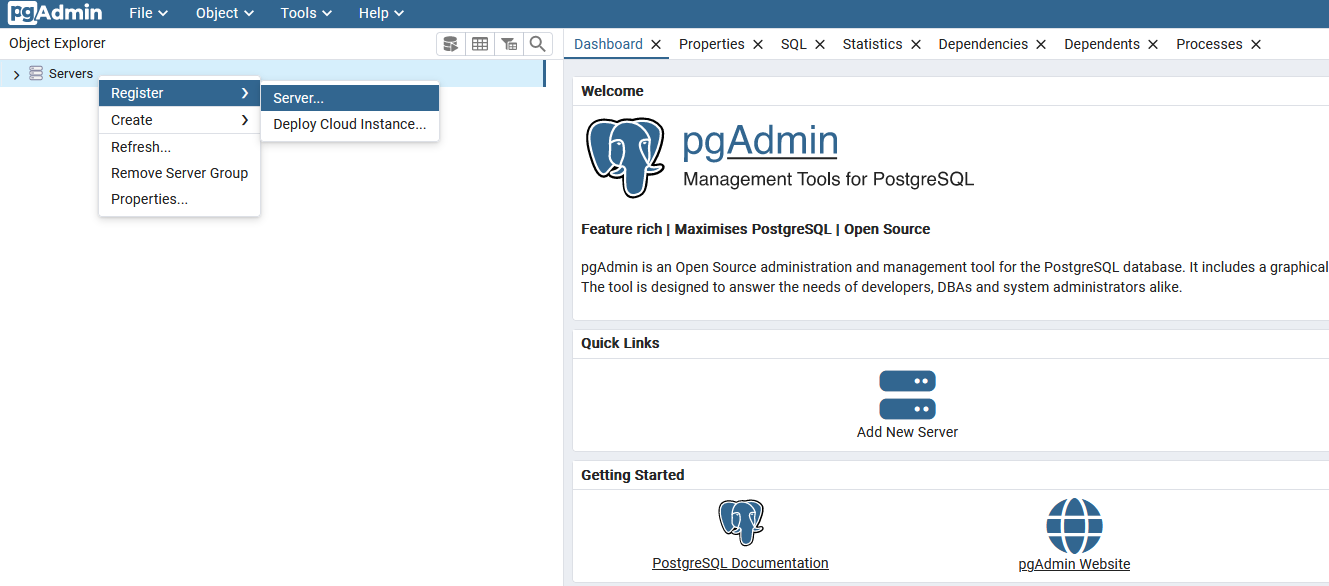 pgAdmin File Object Tools Help
Object Explorer
Servers
Register
Create
Refresh...
Remove Server Group
Properties...
Server...
Deploy Cloud Instance...
Dashboard Properties SQL Statistics Dependencies Dependents Processes
Welcome
pgAdmin
Management Tools for PostgreSQL
Feature rich | Maximises PostgreSQL | Open Source
pgAdmin is an Open Source administration and management tool for the PostgreSQL database. It includes a graphical
The tool is designed to answer the needs of developers, DBAs and system administrators alike.
Quick Links
Add New Server
Getting Started
PostgreSQL Documentation
pgAdmin Website